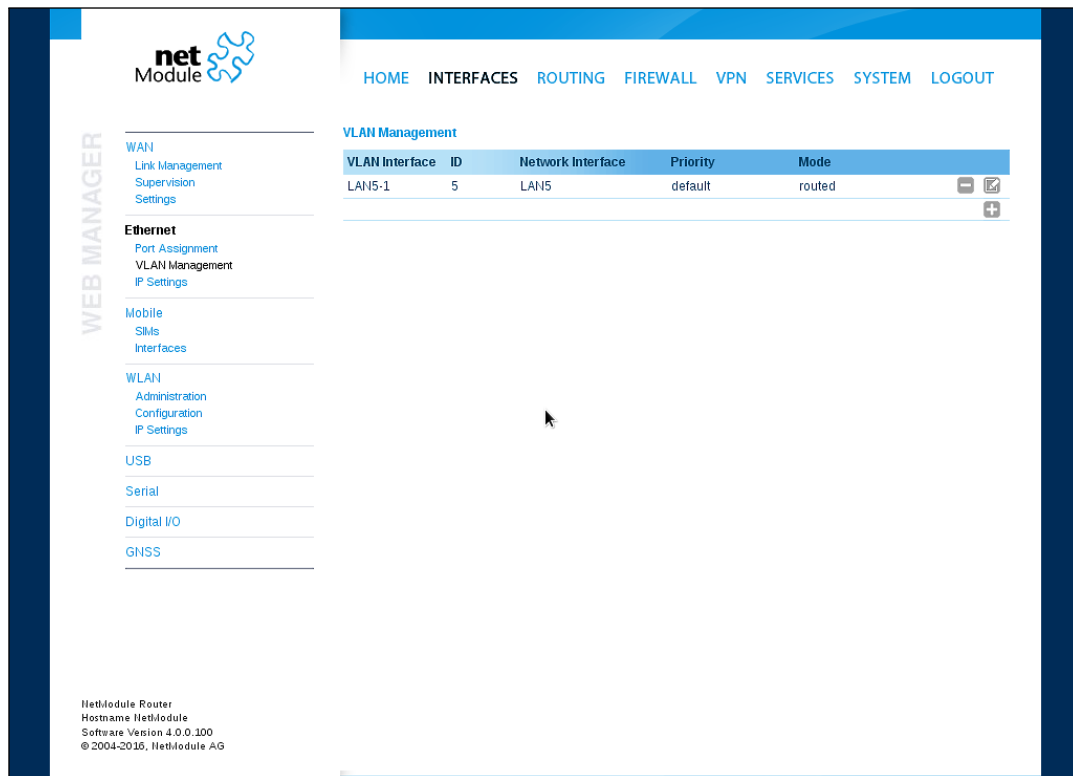 net
Module
HOME INTERFACES ROUTING FIREWALL VPN SERVICES SYSTEM LOGOUT
WEB MANAGER
WAN
Link Management
Supervision
Settings
Ethernet
Port Assignment
VLAN Management
IP Settings
Mobile
SIMs
Interfaces
WLAN
Administration
Configuration
IP Settings
USB
Serial
Digital I/O
GNSS
VLAN Management
VLAN Interface ID Network Interface Priority Mode
LAN5-1 5 LAN5 default routed
NetModule Router
Hostname NetModule
Software Version 4.0.0.100
© 2004-2016, NetModule AG